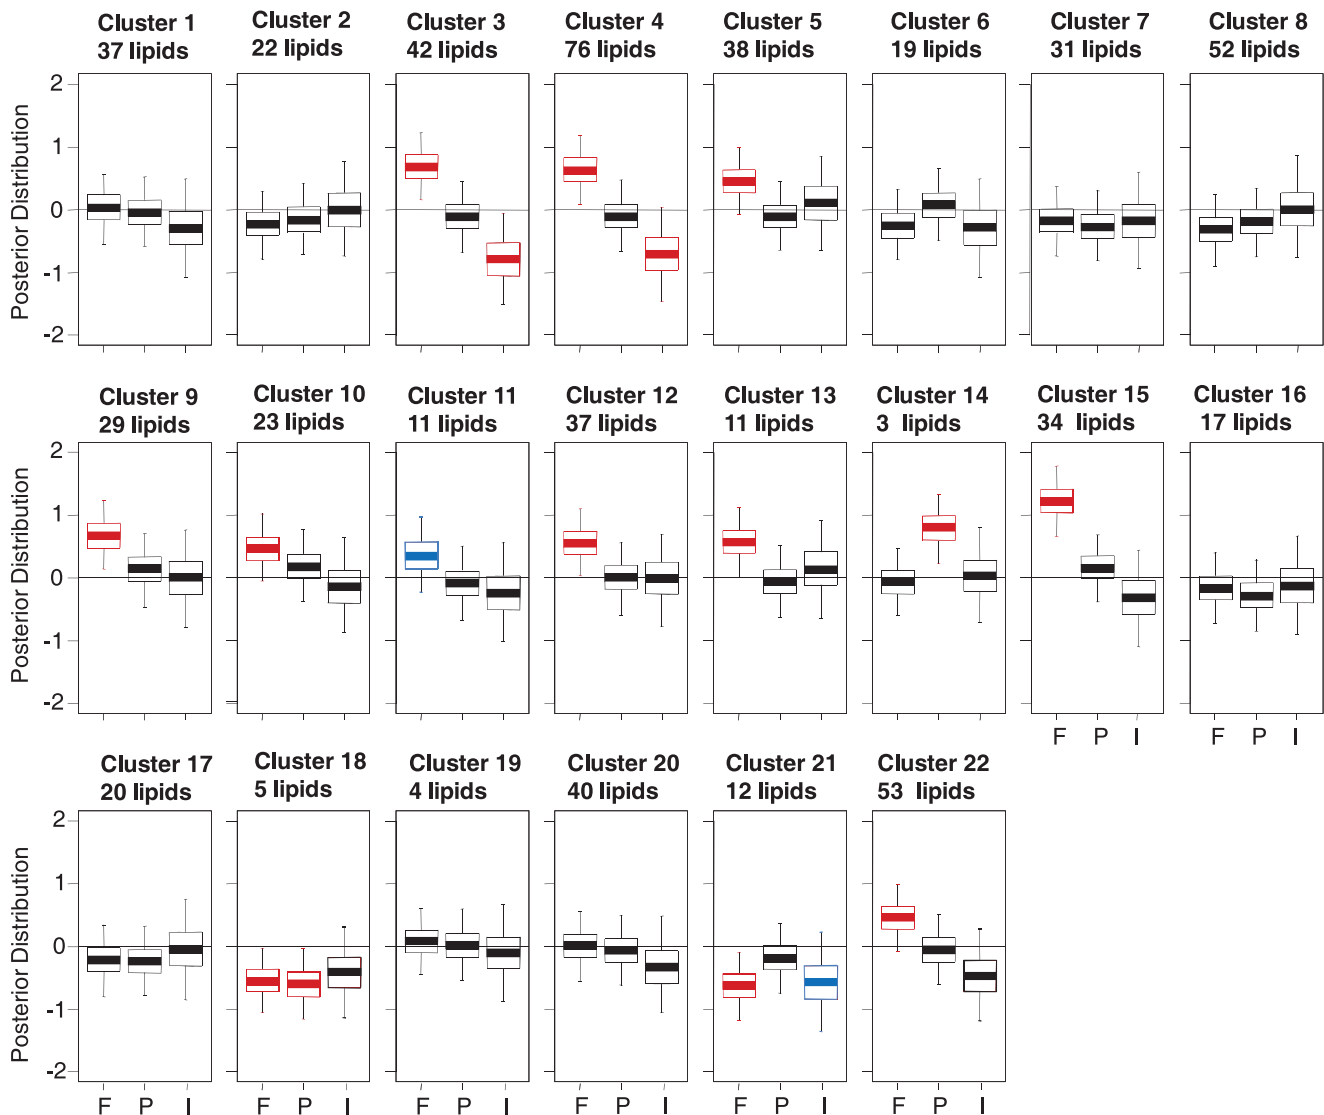 Cluster 1
37 lipids
Cluster 2
22 lipids
Cluster 3
42 lipids
Cluster 4
76 lipids
Cluster 5
38 lipids
Cluster 6
19 lipids
Cluster 7
31 lipids
Cluster 8
52 lipids
Posterior Distribution
2
1
0
-1
-2
Cluster 9
29 lipids
Cluster 10
23 lipids
Cluster 11
11 lipids
Cluster 12
37 lipids
Cluster 13
11 lipids
Cluster 14
3 lipids
Cluster 15
34 lipids
Cluster 16
17 lipids
Posterior Distribution
2
1
0
-1
-2
F P I
F P I
Cluster 17
20 lipids
Cluster 18
5 lipids
Cluster 19
4 lipids
Cluster 20
40 lipids
Cluster 21
12 lipids
Cluster 22
53 lipids
Posterior Distribution
2
1
0
-1
-2
F P I
F P I
F P I
F P I
F P I
F P I